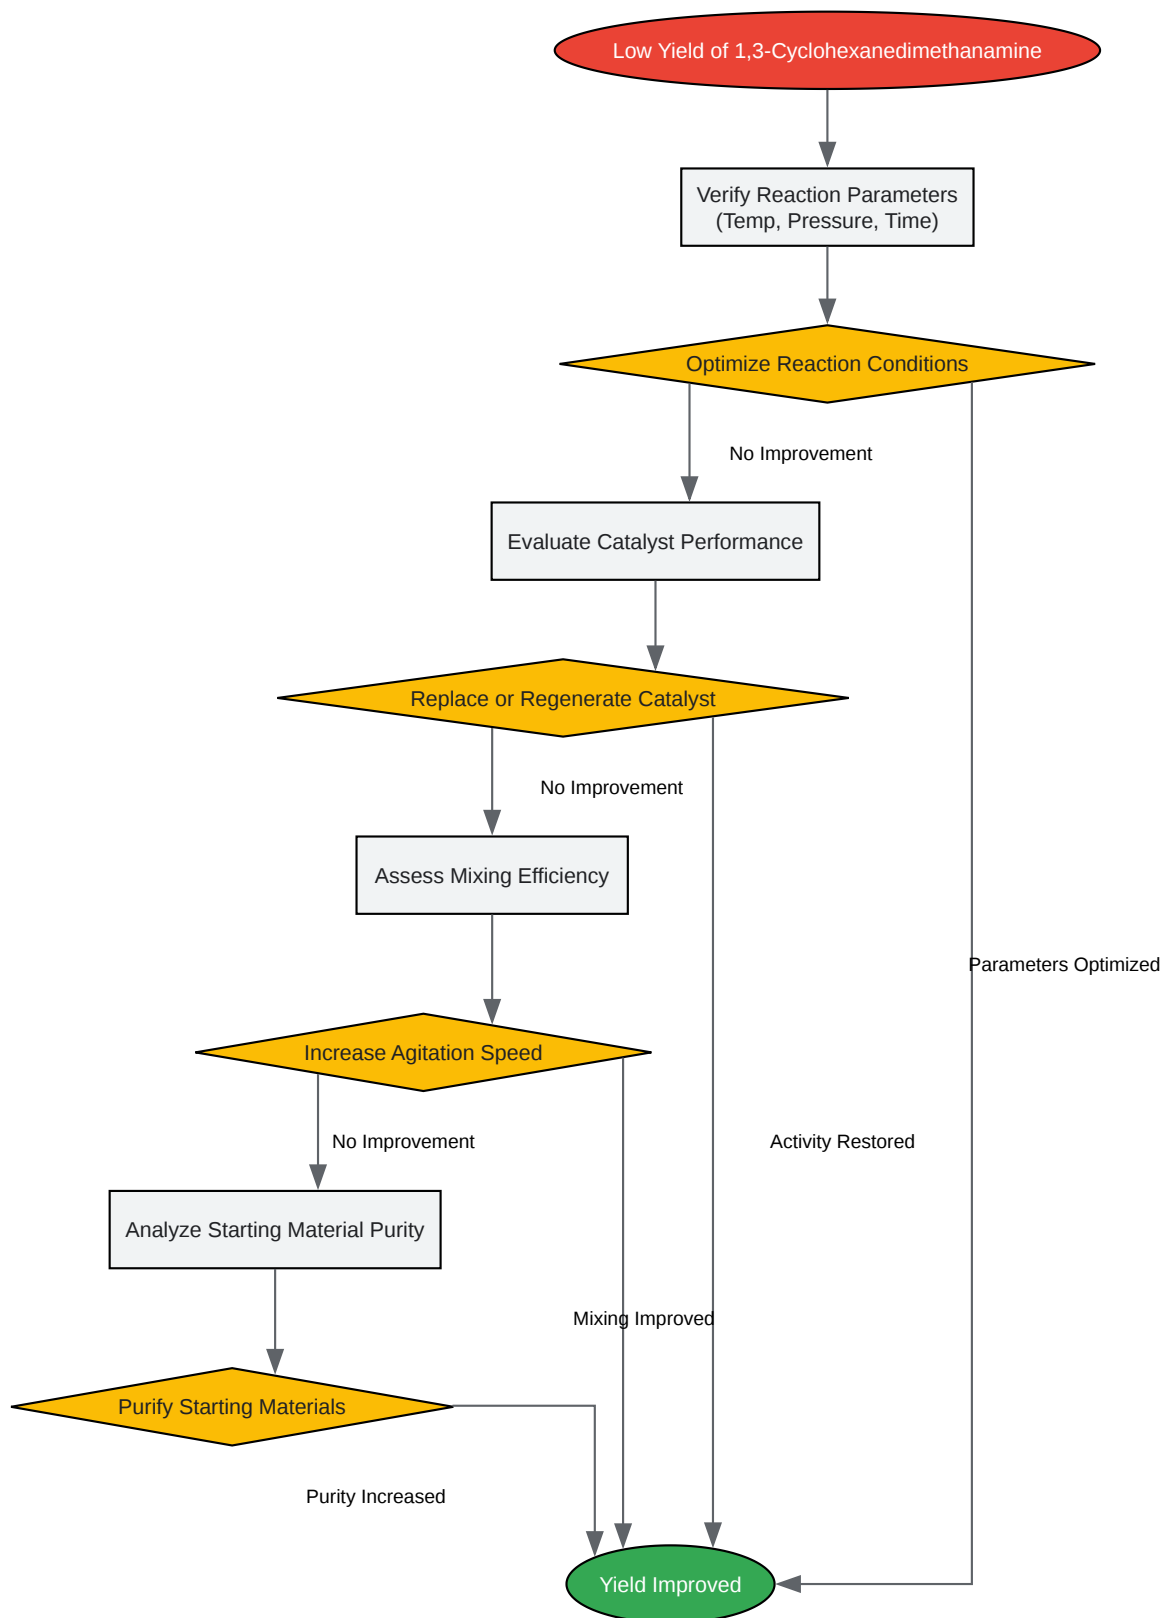 Low Yield of 1,3-Cyclohexanedimethanamine
Verify Reaction Parameters
(Temp, Pressure, Time)
Optimize Reaction Conditions
No Improvement
Evaluate Catalyst Performance
Replace or Regenerate Catalyst
No Improvement
Assess Mixing Efficiency
Parameters Optimized
Increase Agitation Speed
No Improvement
Activity Restored
Analyze Starting Material Purity
Mixing Improved
Purify Starting Materials
Purity Increased
Yield Improved